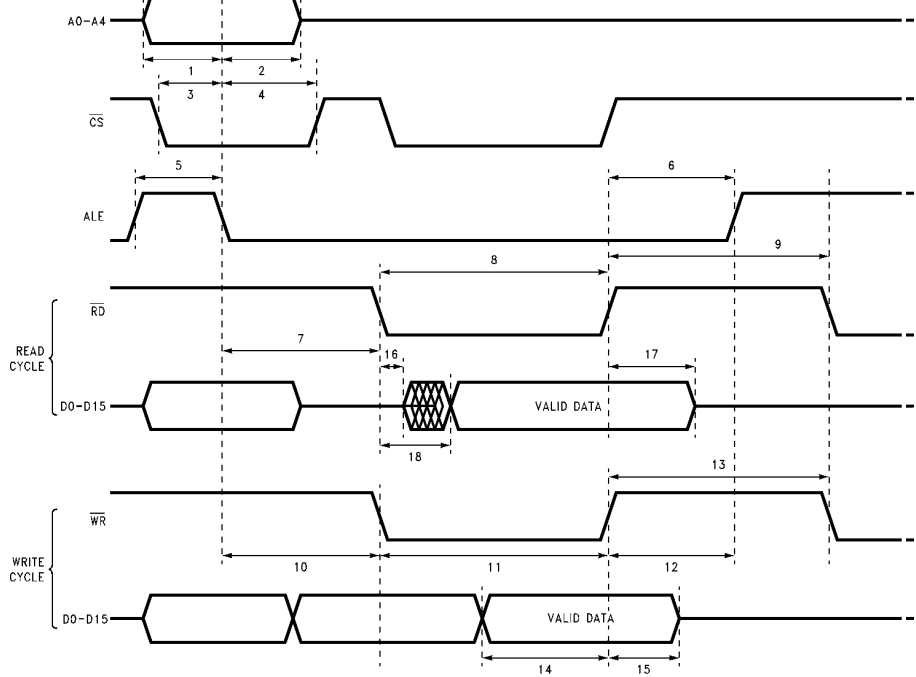 A0-A4
1
2
3
4
CS
5
6
ALE
9
8
RD
7
16
17
READ
CYCLE
D0-D15
VALID DATA
18
13
WR
10
11
12
WRITE
CYCLE
D0-D15
VALID DATA
14
15